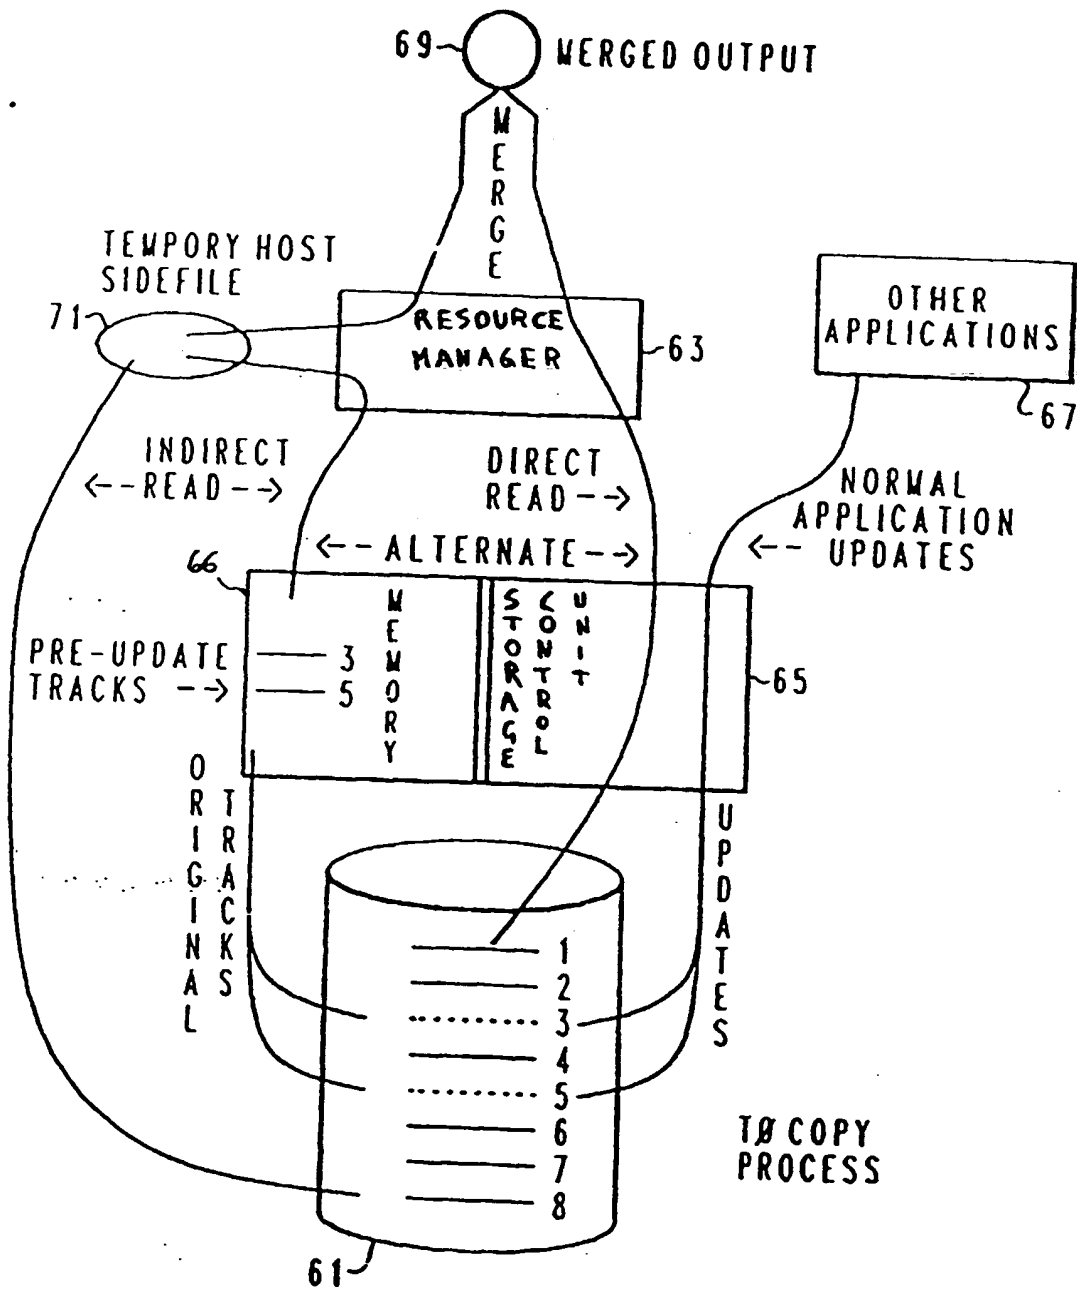 69
MERGED OUTPUT
MERGE
TEMPORY HOST
SIDEFILE
71
RESOURCE
MANAGER
63
OTHER
APPLICATIONS
67
INDIRECT
<--READ-->
DIRECT
READ-->
NORMAL
APPLICATION
<-- UPDATES
<--ALTERNATE-->
66
MEMORY
STORAGE
CONTROL
UNIT
PRE-UPDATE
TRACKS -->
3
5
65
ORIGINAL
TRACKS
UPDATES
1
2
3
4
5
6
7
8
TØ COPY
PROCESS
61